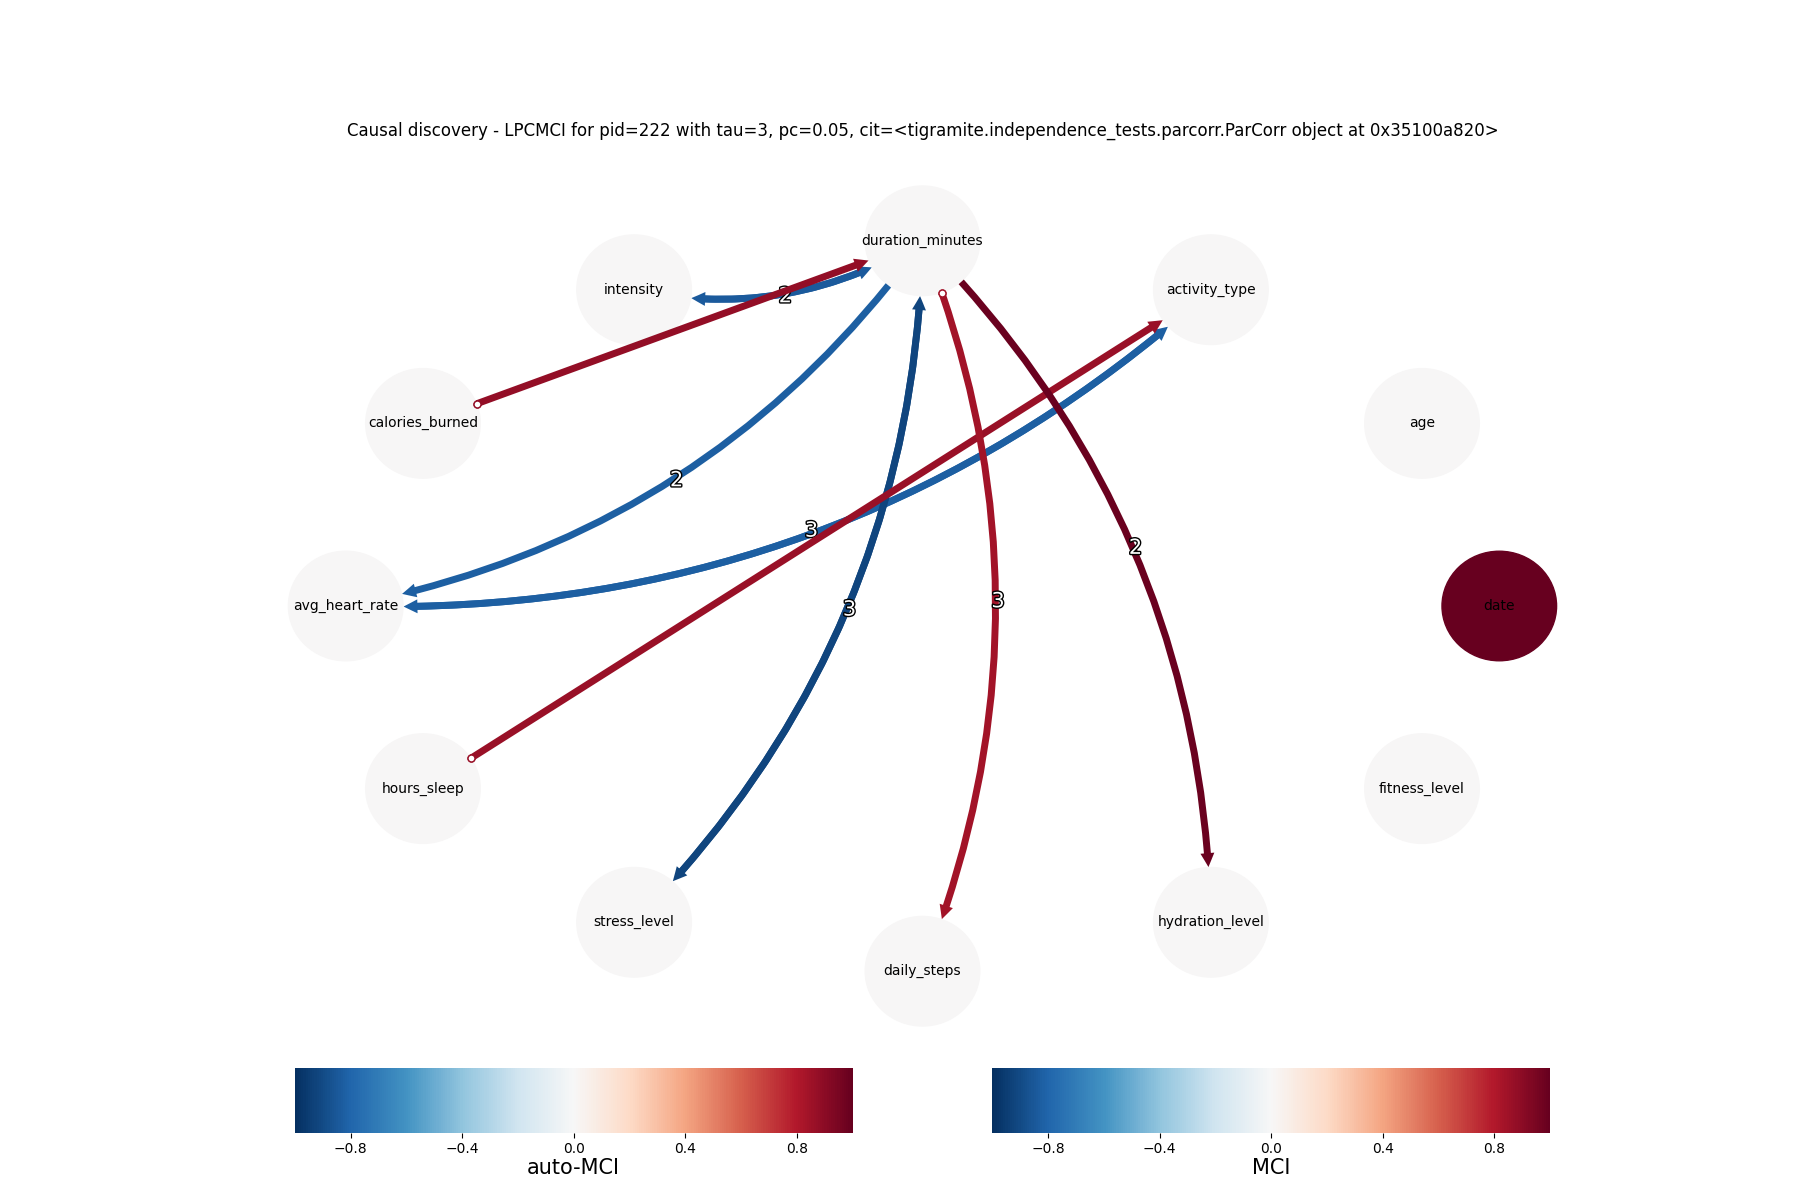 Causal discovery - LPCMCI for pid=222 with tau=3, pc=0.05, cit=<tigramite.independence_tests.parcorr.ParCorr object at 0x35100a820>
duration_minutes
intensity
activity_type
2
calories_burned
age
2
3
2
avg_heart_rate
3
3
date
hours_sleep
fitness_level
stress_level
hydration_level
daily_steps
−0.8 −0.4 0.0 0.4 0.8
auto-MCI
−0.8 −0.4 0.0 0.4 0.8
MCI